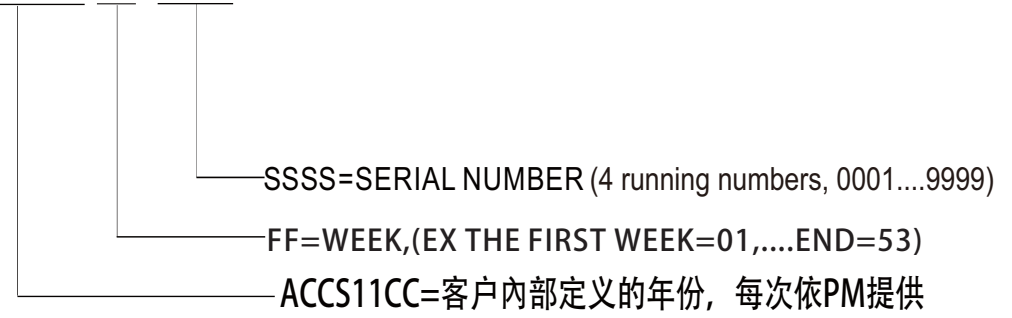 SSSS=SERIAL NUMBER (4 running numbers, 0001....9999)
FF=WEEK,(EX THE FIRST WEEK=01,....END=53)
ACCS11CC=客户內部定义的年份，每次依PM提供